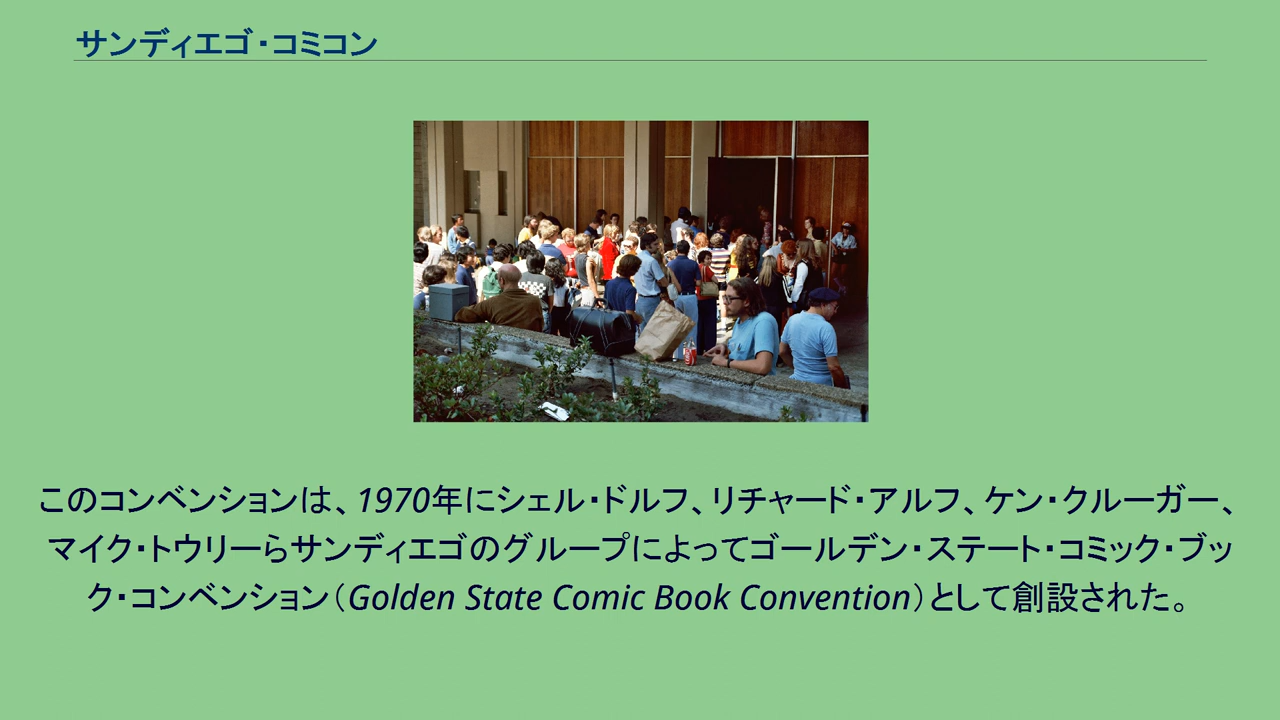 サンディエゴ・コミコン
このコンベンションは、1970年にシェル・ドルフ、リチャード・アルフ、ケン・クルーガー、
マイク・トウリーらサンディエゴのグループによってゴールデン・ステート・コミック・ブッ
ク・コンベンション（Golden State Comic Book Convention）として創設された。